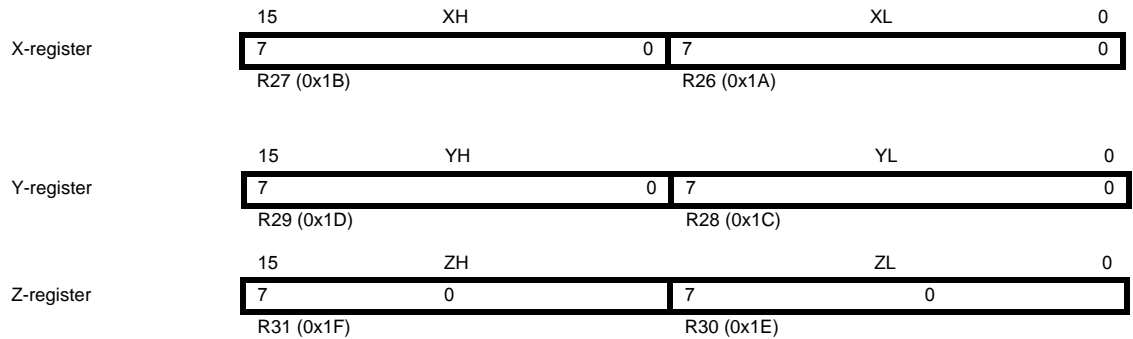 15 XH XL 0
X-register 7 0 7 0
R27 (0x1B) R26 (0x1A)
15 YH YL 0
Y-register 7 0 7 0
R29 (0x1D) R28 (0x1C)
15 ZH ZL 0
Z-register 7 0 7 0
R31 (0x1F) R30 (0x1E)